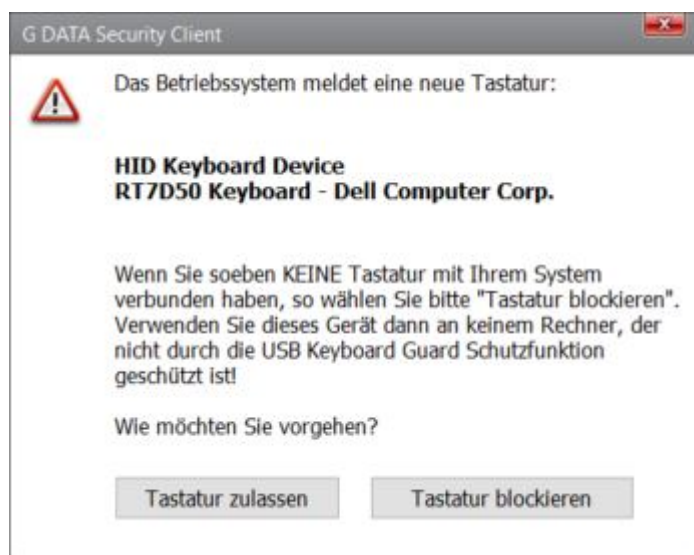 G DATA Security Client
Das Betriebssystem meldet eine neue Tastatur:
HID Keyboard Device
RT7D50 Keyboard - Dell Computer Corp.
Wenn Sie soeben KEINE Tastatur mit Ihrem System
verbunden haben, so wählen Sie bitte "Tastatur blockieren".
Verwenden Sie dieses Gerät dann an keinem Rechner, der
nicht durch die USB Keyboard Guard Schutzfunktion
geschützt ist!
Wie möchten Sie vorgehen?
Tastatur zulassen
Tastatur blockieren